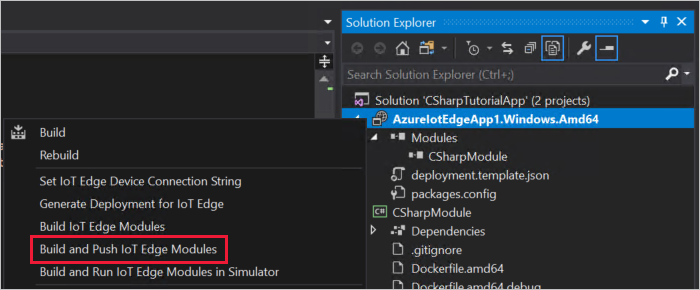 Solution Explorer
Search Solution Explorer (Ctrl+;)
Solution 'CSharpTutorialApp' (2 projects)
AzureIotEdgeApp1.Windows.Amd64
Modules
CSharpModule
deployment.template.json
packages.config
C# CSharpModule
Dependencies
.gitignore
Dockerfile.amd64
Dockerfile.amd64.debug
Build
Rebuild
Set IoT Edge Device Connection String
Generate Deployment for IoT Edge
Build IoT Edge Modules
Build and Push IoT Edge Modules
Build and Run IoT Edge Modules in Simulator